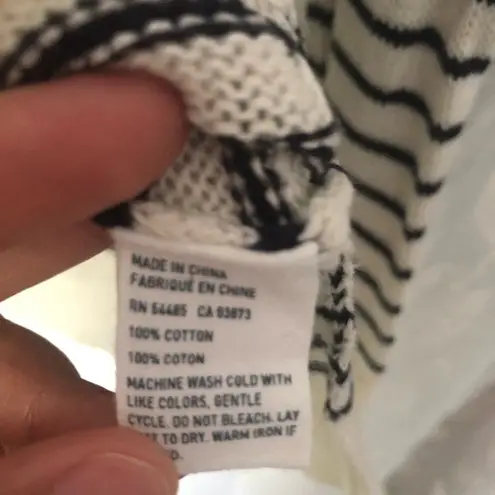 MADE IN CHINA
FABRIQUÉ EN CHINE
RN 54485 CA 03873
100% COTTON
100% COTON
MACHINE WASH COLD WITH
LIKE COLORS, GENTLE
CYCLE. DO NOT BLEACH. LAY
TO DRY. WARM IRON IF